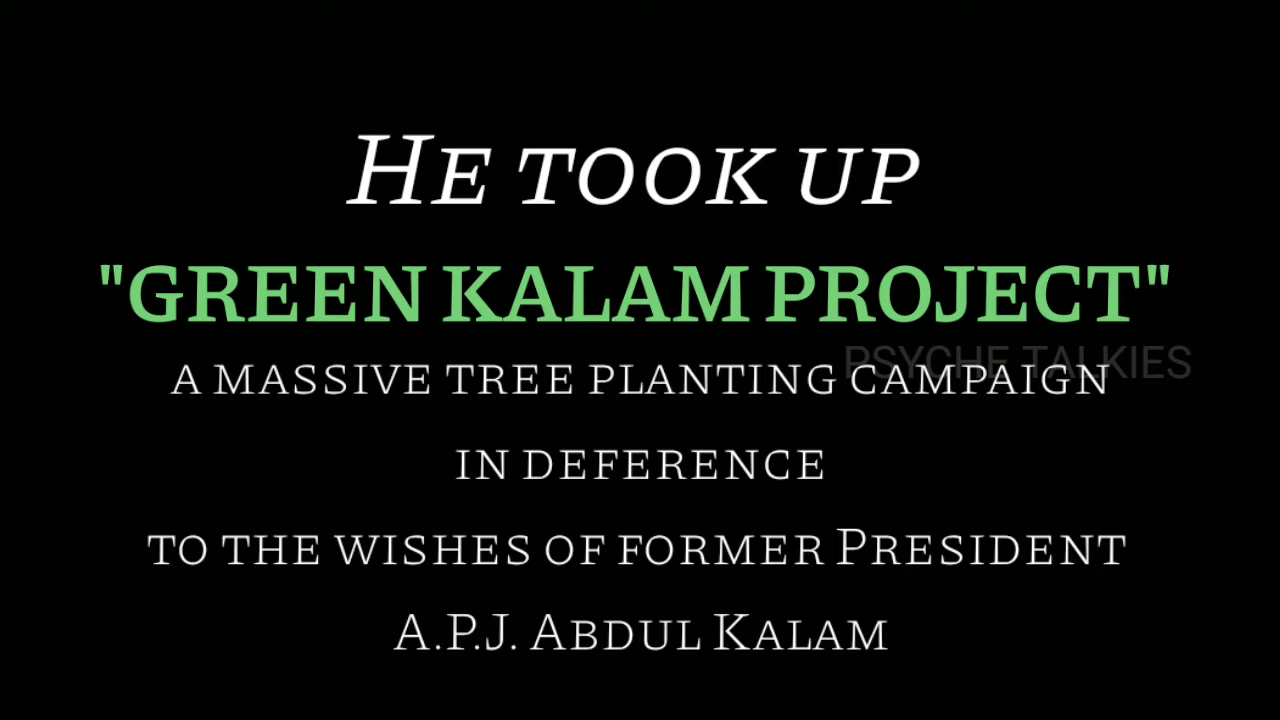 He took up
"GREEN KALAM PROJECT"
PSYCHE TALKIES
a massive tree planting campaign
in deference
to the wishes of former President
A.P.J. Abdul Kalam